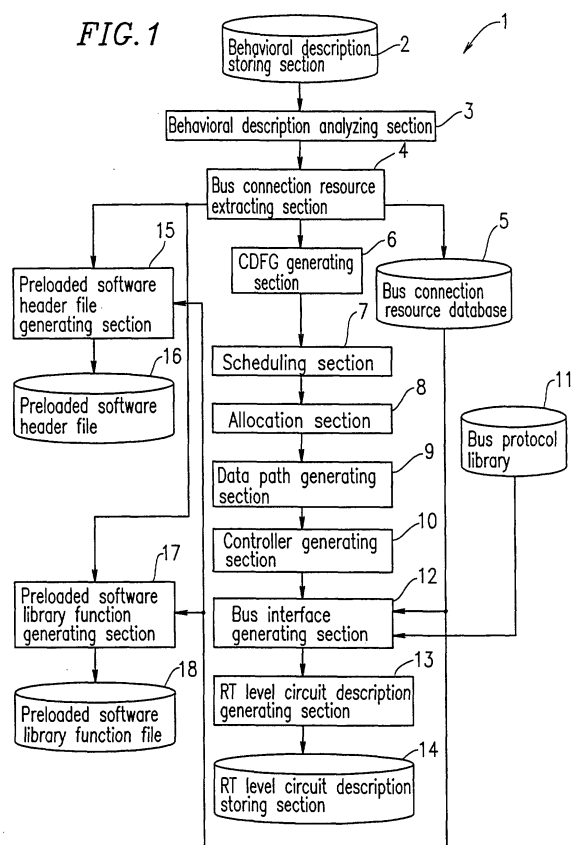 FIG.1
1
Behavioral description
storing section
2
3
Behavioral description analyzing section
4
Bus connection resource
extracting section
15
6
5
Preloaded software
header file
generating section
CDFG generating
section
Bus connection
resource database
16
7
Preloaded software
header file
Scheduling section
8
11
Allocation section
Bus protocol
library
9
Data path generating
section
10
Controller generating
section
17
12
Preloaded software
library function
generating section
Bus interface
generating section
18
13
Preloaded software
library function file
RT level circuit description
generating section
14
RT level circuit description
storing section